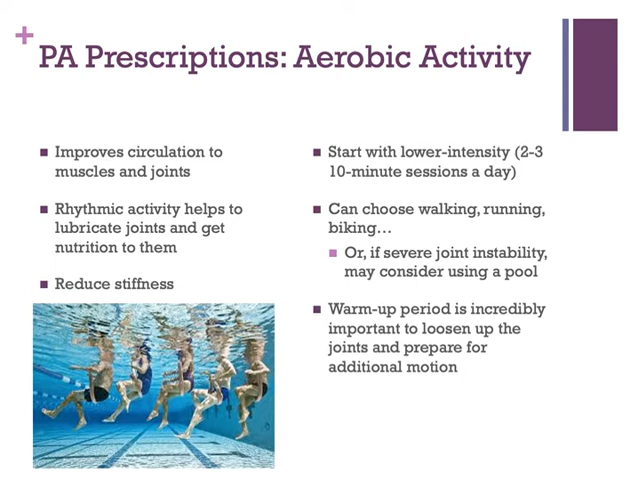 PA Prescriptions: Aerobic Activity
Improves circulation to
muscles and joints
Rhythmic activity helps to
lubricate joints and get
nutrition to them
Reduce stiffness
Start with lower-intensity (2-3
10-minute sessions a day)
Can choose walking, running,
biking…
Or, if severe joint instability,
may consider using a pool
Warm-up period is incredibly
important to loosen up the
joints and prepare for
additional motion